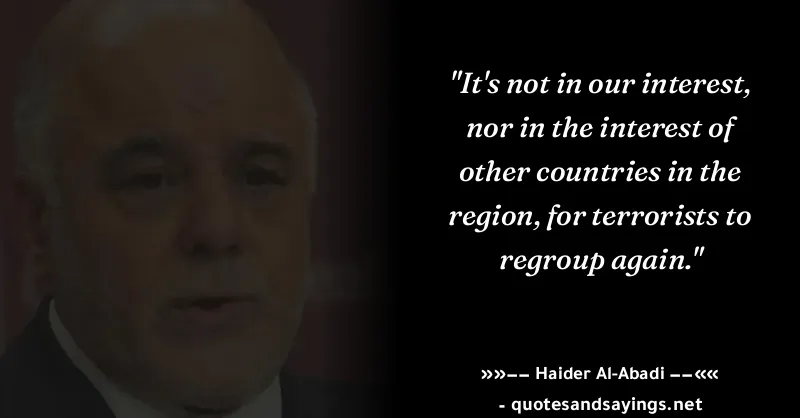 "It's not in our interest,
nor in the interest of
other countries in the
region, for terrorists to
regroup again."
»»–– Haider Al-Abadi ––««
- quotesandsayings.net